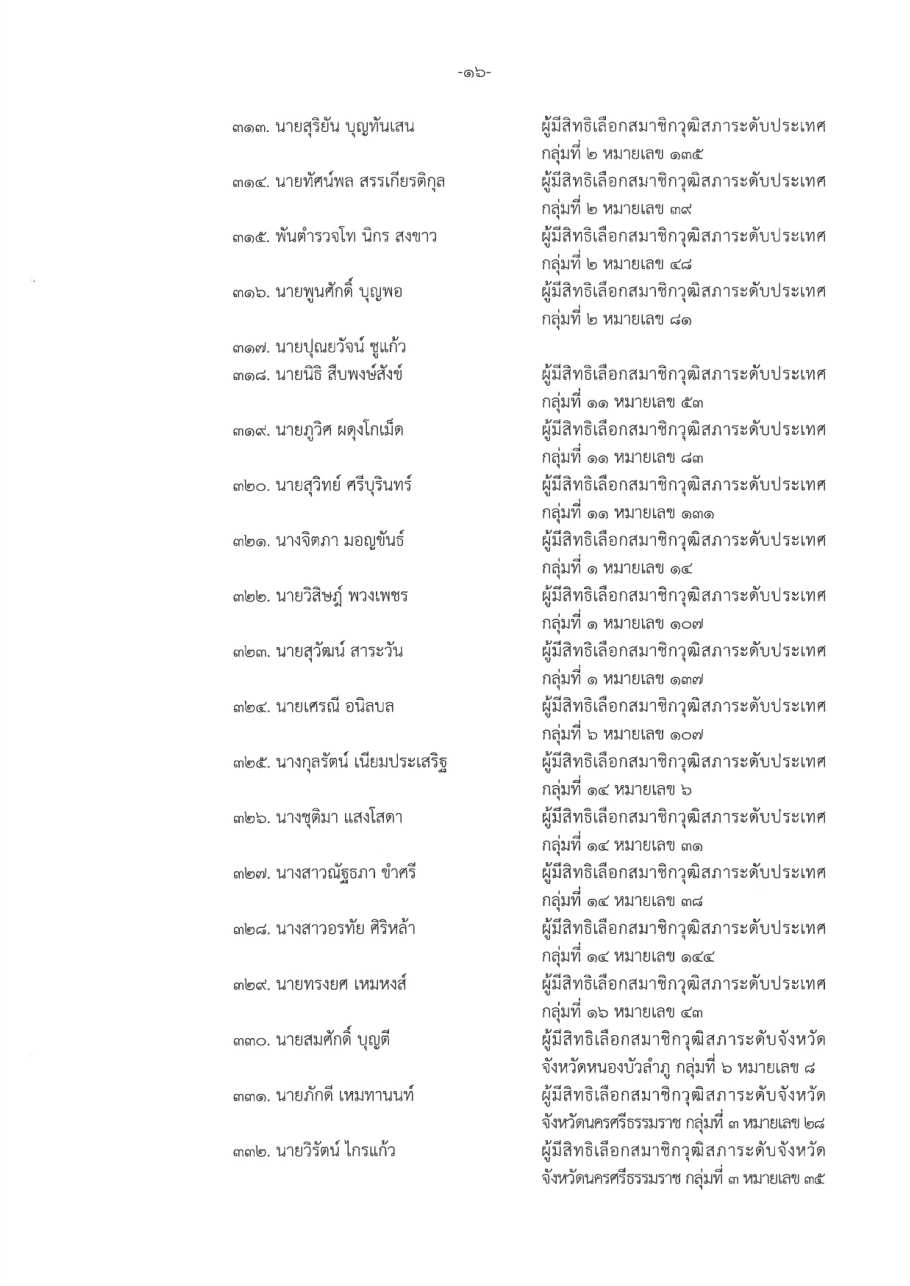 -๑๖-
๓๑๓. นายสุริยัน บุญทันเสน ผู้มีสิทธิเลือกสมาชิกวุฒิสภาระดับประเทศ
กลุ่มที่ ๒ หมายเลข ๑๓๕
๓๑๔. นายทัศน์พล สรรเกียรติกุล ผู้มีสิทธิเลือกสมาชิกวุฒิสภาระดับประเทศ
กลุ่มที่ ๒ หมายเลข ๓๙
๓๑๕. พันตำรวจโท นิกร สงขาว ผู้มีสิทธิเลือกสมาชิกวุฒิสภาระดับประเทศ
กลุ่มที่ ๒ หมายเลข ๔๘
๓๑๖. นายพูนศักดิ์ บุญพอ ผู้มีสิทธิเลือกสมาชิกวุฒิสภาระดับประเทศ
กลุ่มที่ ๒ หมายเลข ๘๑
๓๑๗. นายปุณยวัจน์ ชูแก้ว
๓๑๘. นายนิธิ สืบพงษ์สังข์ ผู้มีสิทธิเลือกสมาชิกวุฒิสภาระดับประเทศ
กลุ่มที่ ๑๑ หมายเลข ๕๓
๓๑๙. นายภูวิศ ผดุงโกเม็ด ผู้มีสิทธิเลือกสมาชิกวุฒิสภาระดับประเทศ
กลุ่มที่ ๑๑ หมายเลข ๘๓
๓๒๐. นายสุวิทย์ ศรีบุรินทร์ ผู้มีสิทธิเลือกสมาชิกวุฒิสภาระดับประเทศ
กลุ่มที่ ๑๑ หมายเลข ๑๓๑
๓๒๑. นางจิตภา มอญขันธ์ ผู้มีสิทธิเลือกสมาชิกวุฒิสภาระดับประเทศ
กลุ่มที่ ๑ หมายเลข ๑๔
๓๒๒. นายวิสิษฎ์ พวงเพชร ผู้มีสิทธิเลือกสมาชิกวุฒิสภาระดับประเทศ
กลุ่มที่ ๑ หมายเลข ๑๐๗
๓๒๓. นายสุวัฒน์ สาระวัน ผู้มีสิทธิเลือกสมาชิกวุฒิสภาระดับประเทศ
กลุ่มที่ ๑ หมายเลข ๑๓๗
๓๒๔. นายเศรณี อนิลบล ผู้มีสิทธิเลือกสมาชิกวุฒิสภาระดับประเทศ
กลุ่มที่ ๖ หมายเลข ๑๐๗
๓๒๕. นางกุลรัตน์ เนียมประเสริฐ ผู้มีสิทธิเลือกสมาชิกวุฒิสภาระดับประเทศ
กลุ่มที่ ๑๔ หมายเลข ๖
๓๒๖. นางชุติมา แสงโสดา ผู้มีสิทธิเลือกสมาชิกวุฒิสภาระดับประเทศ
กลุ่มที่ ๑๔ หมายเลข ๓๑
๓๒๗. นางสาวณัฐธภา ขำศรี ผู้มีสิทธิเลือกสมาชิกวุฒิสภาระดับประเทศ
กลุ่มที่ ๑๔ หมายเลข ๓๘
๓๒๘. นางสาวอรทัย ศิริหล้า ผู้มีสิทธิเลือกสมาชิกวุฒิสภาระดับประเทศ
กลุ่มที่ ๑๔ หมายเลข ๑๔๔
๓๒๙. นายทรงยศ เหมหงส์ ผู้มีสิทธิเลือกสมาชิกวุฒิสภาระดับประเทศ
กลุ่มที่ ๑๖ หมายเลข ๔๓
๓๓๐. นายสมศักดิ์ บุญตี ผู้มีสิทธิเลือกสมาชิกวุฒิสภาระดับจังหวัด
จังหวัดหนองบัวลำภู กลุ่มที่ ๖ หมายเลข ๘
๓๓๑. นายภักดี เหมทานนท์ ผู้มีสิทธิเลือกสมาชิกวุฒิสภาระดับจังหวัด
จังหวัดนครศรีธรรมราช กลุ่มที่ ๓ หมายเลข ๒๘
๓๓๒. นายวิรัตน์ ไกรแก้ว ผู้มีสิทธิเลือกสมาชิกวุฒิสภาระดับจังหวัด
จังหวัดนครศรีธรรมราช กลุ่มที่ ๓ หมายเลข ๓๕